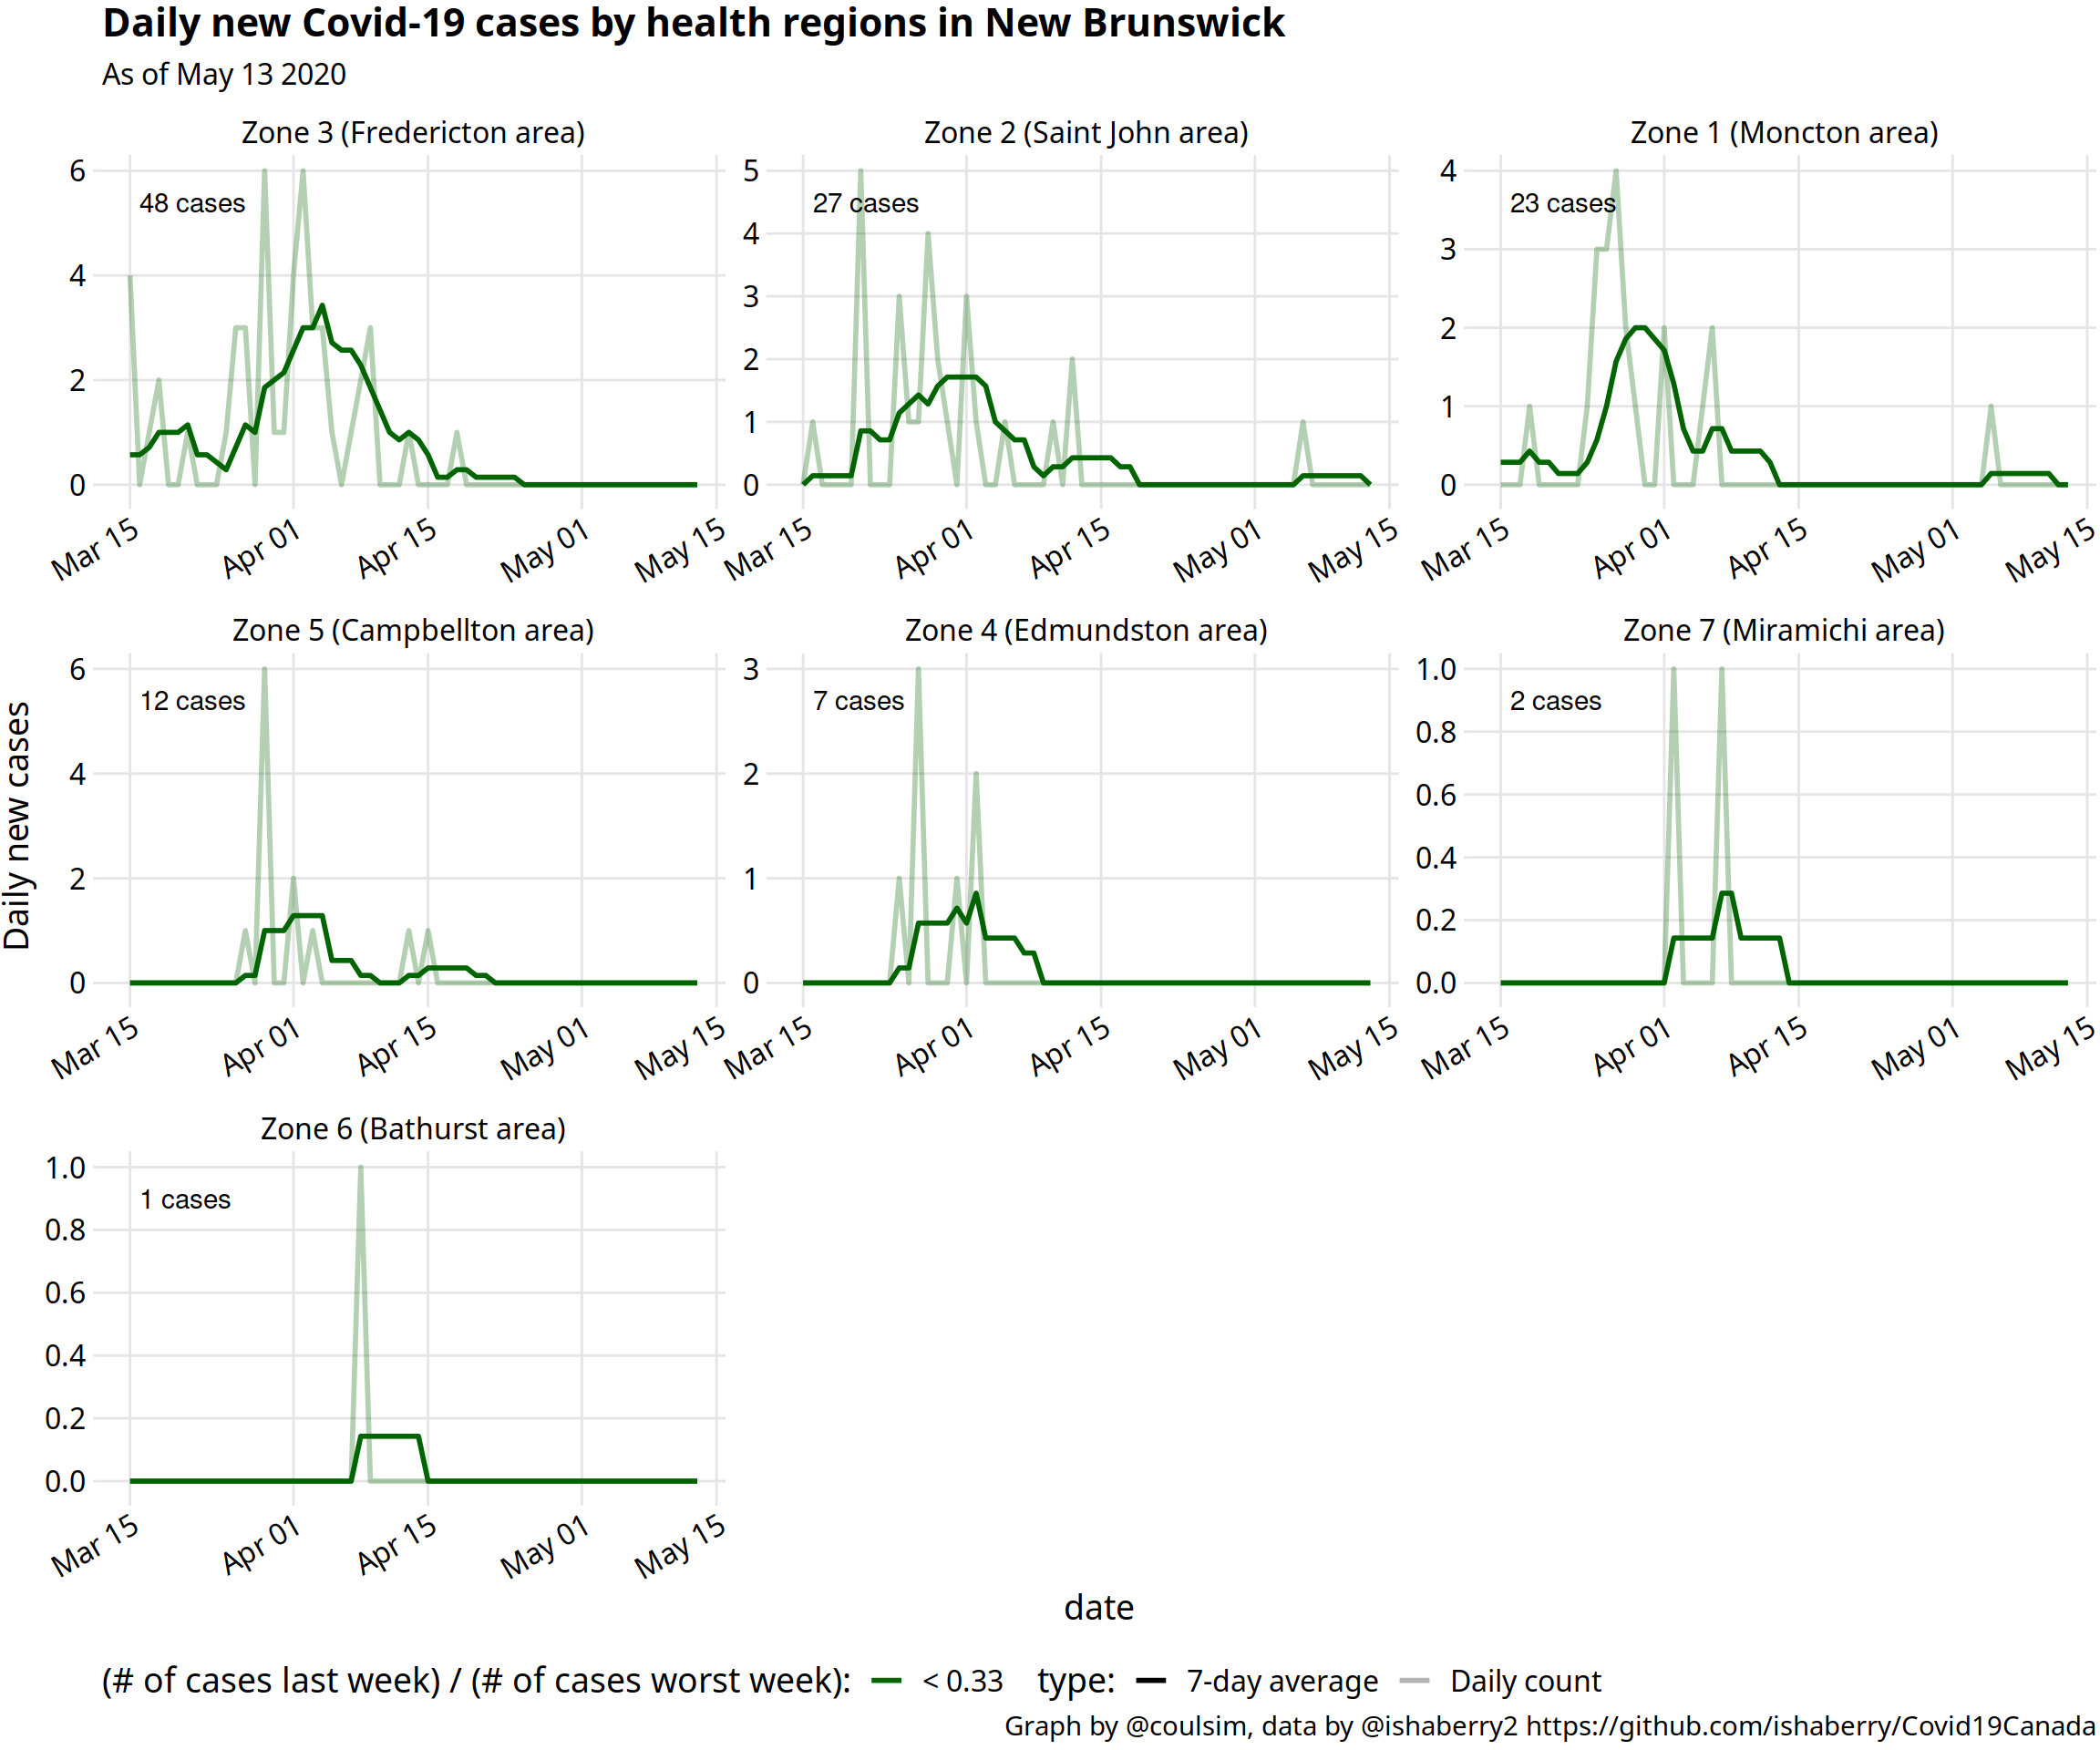 Daily new Covid-19 cases by health regions in New Brunswick
As of May 13 2020
Zone 3 (Fredericton area)
48 cases
6
4
2
0
Mar 15
Apr 01
Apr 15
May 01
May 15
Zone 2 (Saint John area)
27 cases
5
4
3
2
1
0
Mar 15
Apr 01
Apr 15
May 01
May 15
Zone 1 (Moncton area)
23 cases
4
3
2
1
0
Mar 15
Apr 01
Apr 15
May 01
May 15
Daily new cases
Zone 5 (Campbellton area)
12 cases
6
4
2
0
Mar 15
Apr 01
Apr 15
May 01
May 15
Zone 4 (Edmundston area)
7 cases
3
2
1
0
Mar 15
Apr 01
Apr 15
May 01
May 15
Zone 7 (Miramichi area)
2 cases
1.0
0.8
0.6
0.4
0.2
0.0
Mar 15
Apr 01
Apr 15
May 01
May 15
Zone 6 (Bathurst area)
1 cases
1.0
0.8
0.6
0.4
0.2
0.0
Mar 15
Apr 01
Apr 15
May 01
May 15
date
(# of cases last week) / (# of cases worst week): < 0.33 type: 7-day average Daily count
Graph by @coulsim, data by @ishaberry2 https://github.com/ishaberry/Covid19Canada